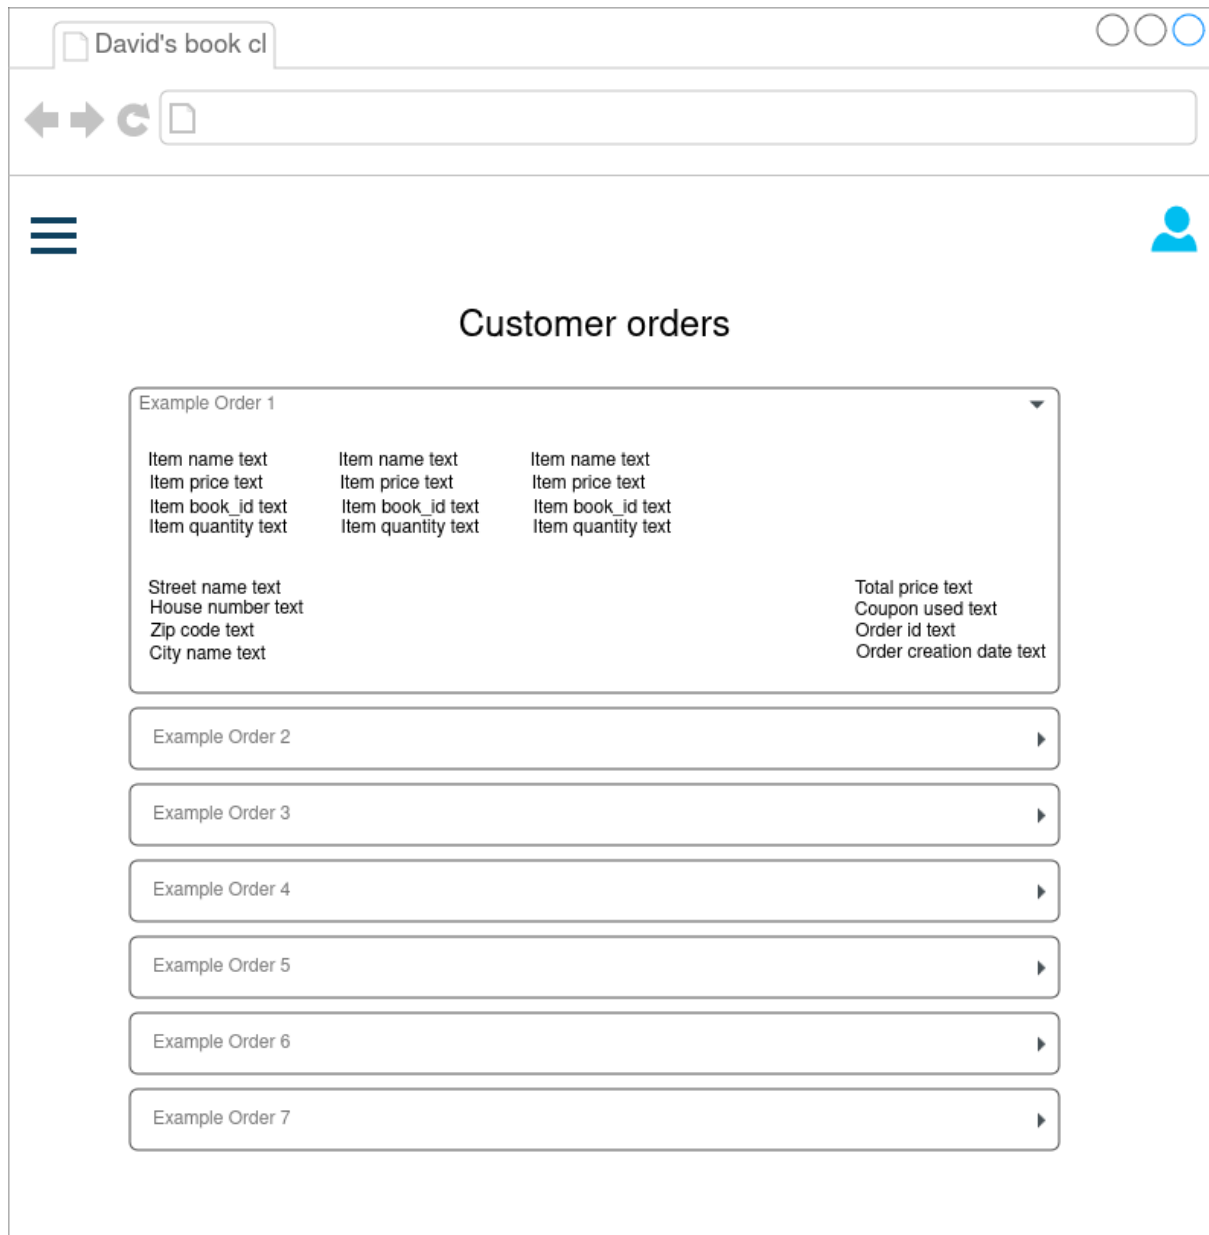 David's book cl
Customer orders
Example Order 1
Item name text
Item price text
Item book_id text
Item quantity text
Item name text
Item price text
Item book_id text
Item quantity text
Item name text
Item price text
Item book_id text
Item quantity text
Street name text
House number text
Zip code text
City name text
Total price text
Coupon used text
Order id text
Order creation date text
Example Order 2
Example Order 3
Example Order 4
Example Order 5
Example Order 6
Example Order 7